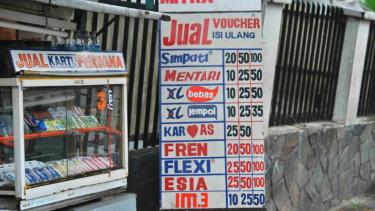 MITRA
JUAL VOUCHER
ISI ULANG
SimPATi 20 50 100
MENTARI 10 25 50
XL bebas 10 25 50
XL jempol 10 25 50
KARTU AS 25 50
FREN 20 50 100
FLEXI 25 50 100
ESIA 25 50 100
IM3 10 25 50
JUAL KARTU PERDANA